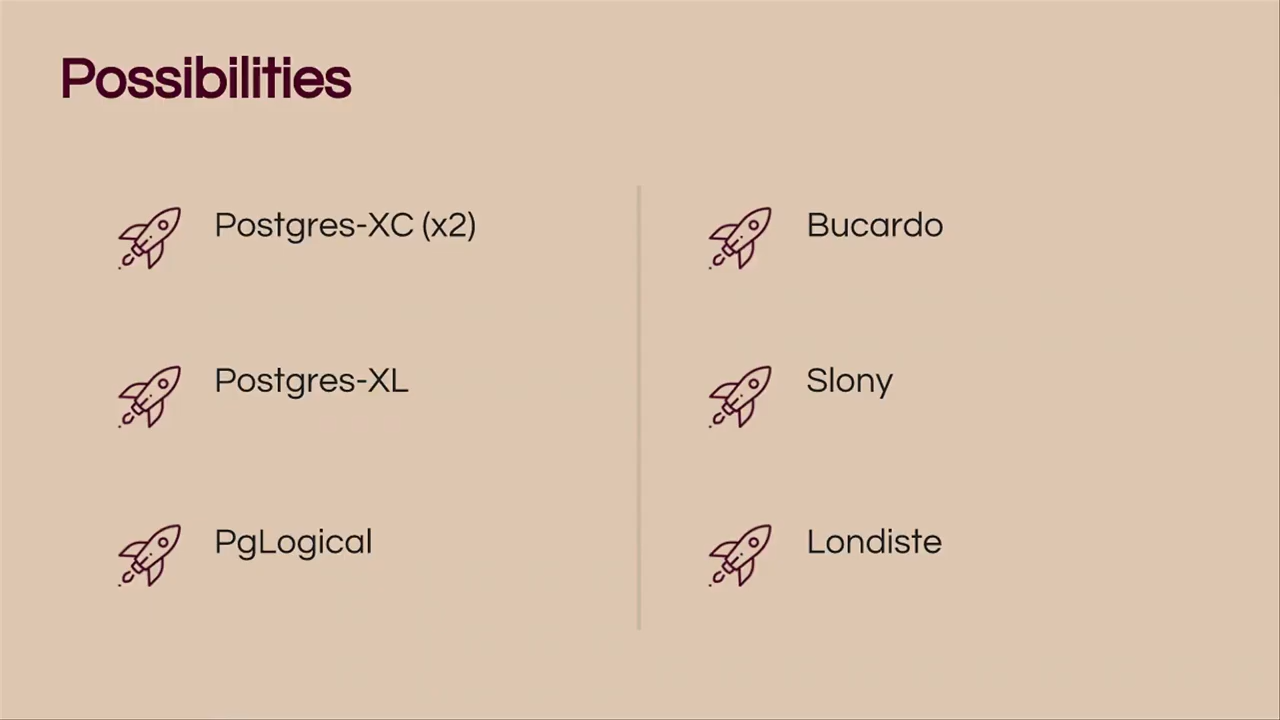 Possibilities
Postgres-XC (x2)
Postgres-XL
PgLogical
Bucardo
Slony
Londiste